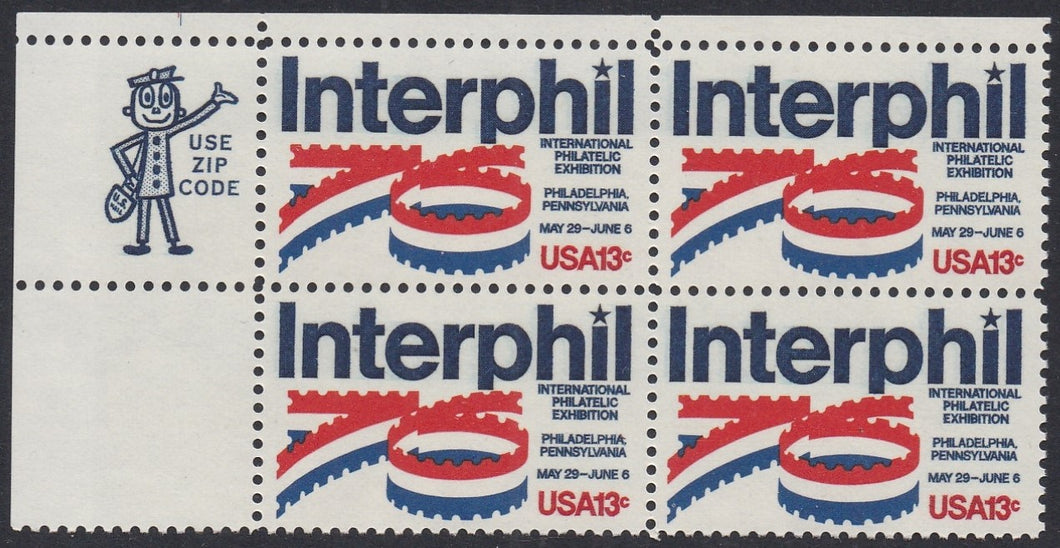 USE
ZIP
CODE
U.S.
MAIL
Interphil
INTERNATIONAL
PHILATELIC
EXHIBITION
PHILADELPHIA,
PENNSYLVANIA
MAY 29–JUNE 6
USA13c
Interphil
INTERNATIONAL
PHILATELIC
EXHIBITION
PHILADELPHIA,
PENNSYLVANIA
MAY 29–JUNE 6
USA13c
Interphil
INTERNATIONAL
PHILATELIC
EXHIBITION
PHILADELPHIA,
PENNSYLVANIA
MAY 29–JUNE 6
USA13c
Interphil
INTERNATIONAL
PHILATELIC
EXHIBITION
PHILADELPHIA,
PENNSYLVANIA
MAY 29–JUNE 6
USA13c